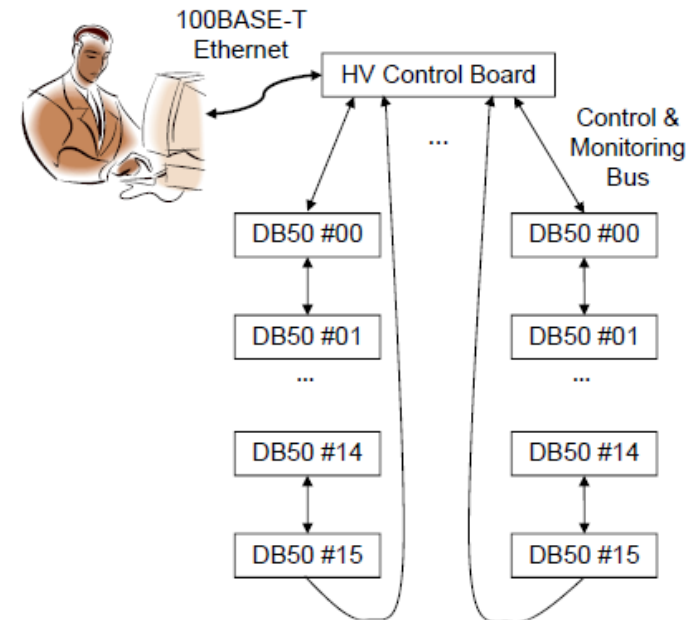 100BASE-T
Ethernet
HV Control Board
...
Control &
Monitoring
Bus
DB50 #00
DB50 #00
DB50 #01
DB50 #01
...
...
DB50 #14
DB50 #14
DB50 #15
DB50 #15